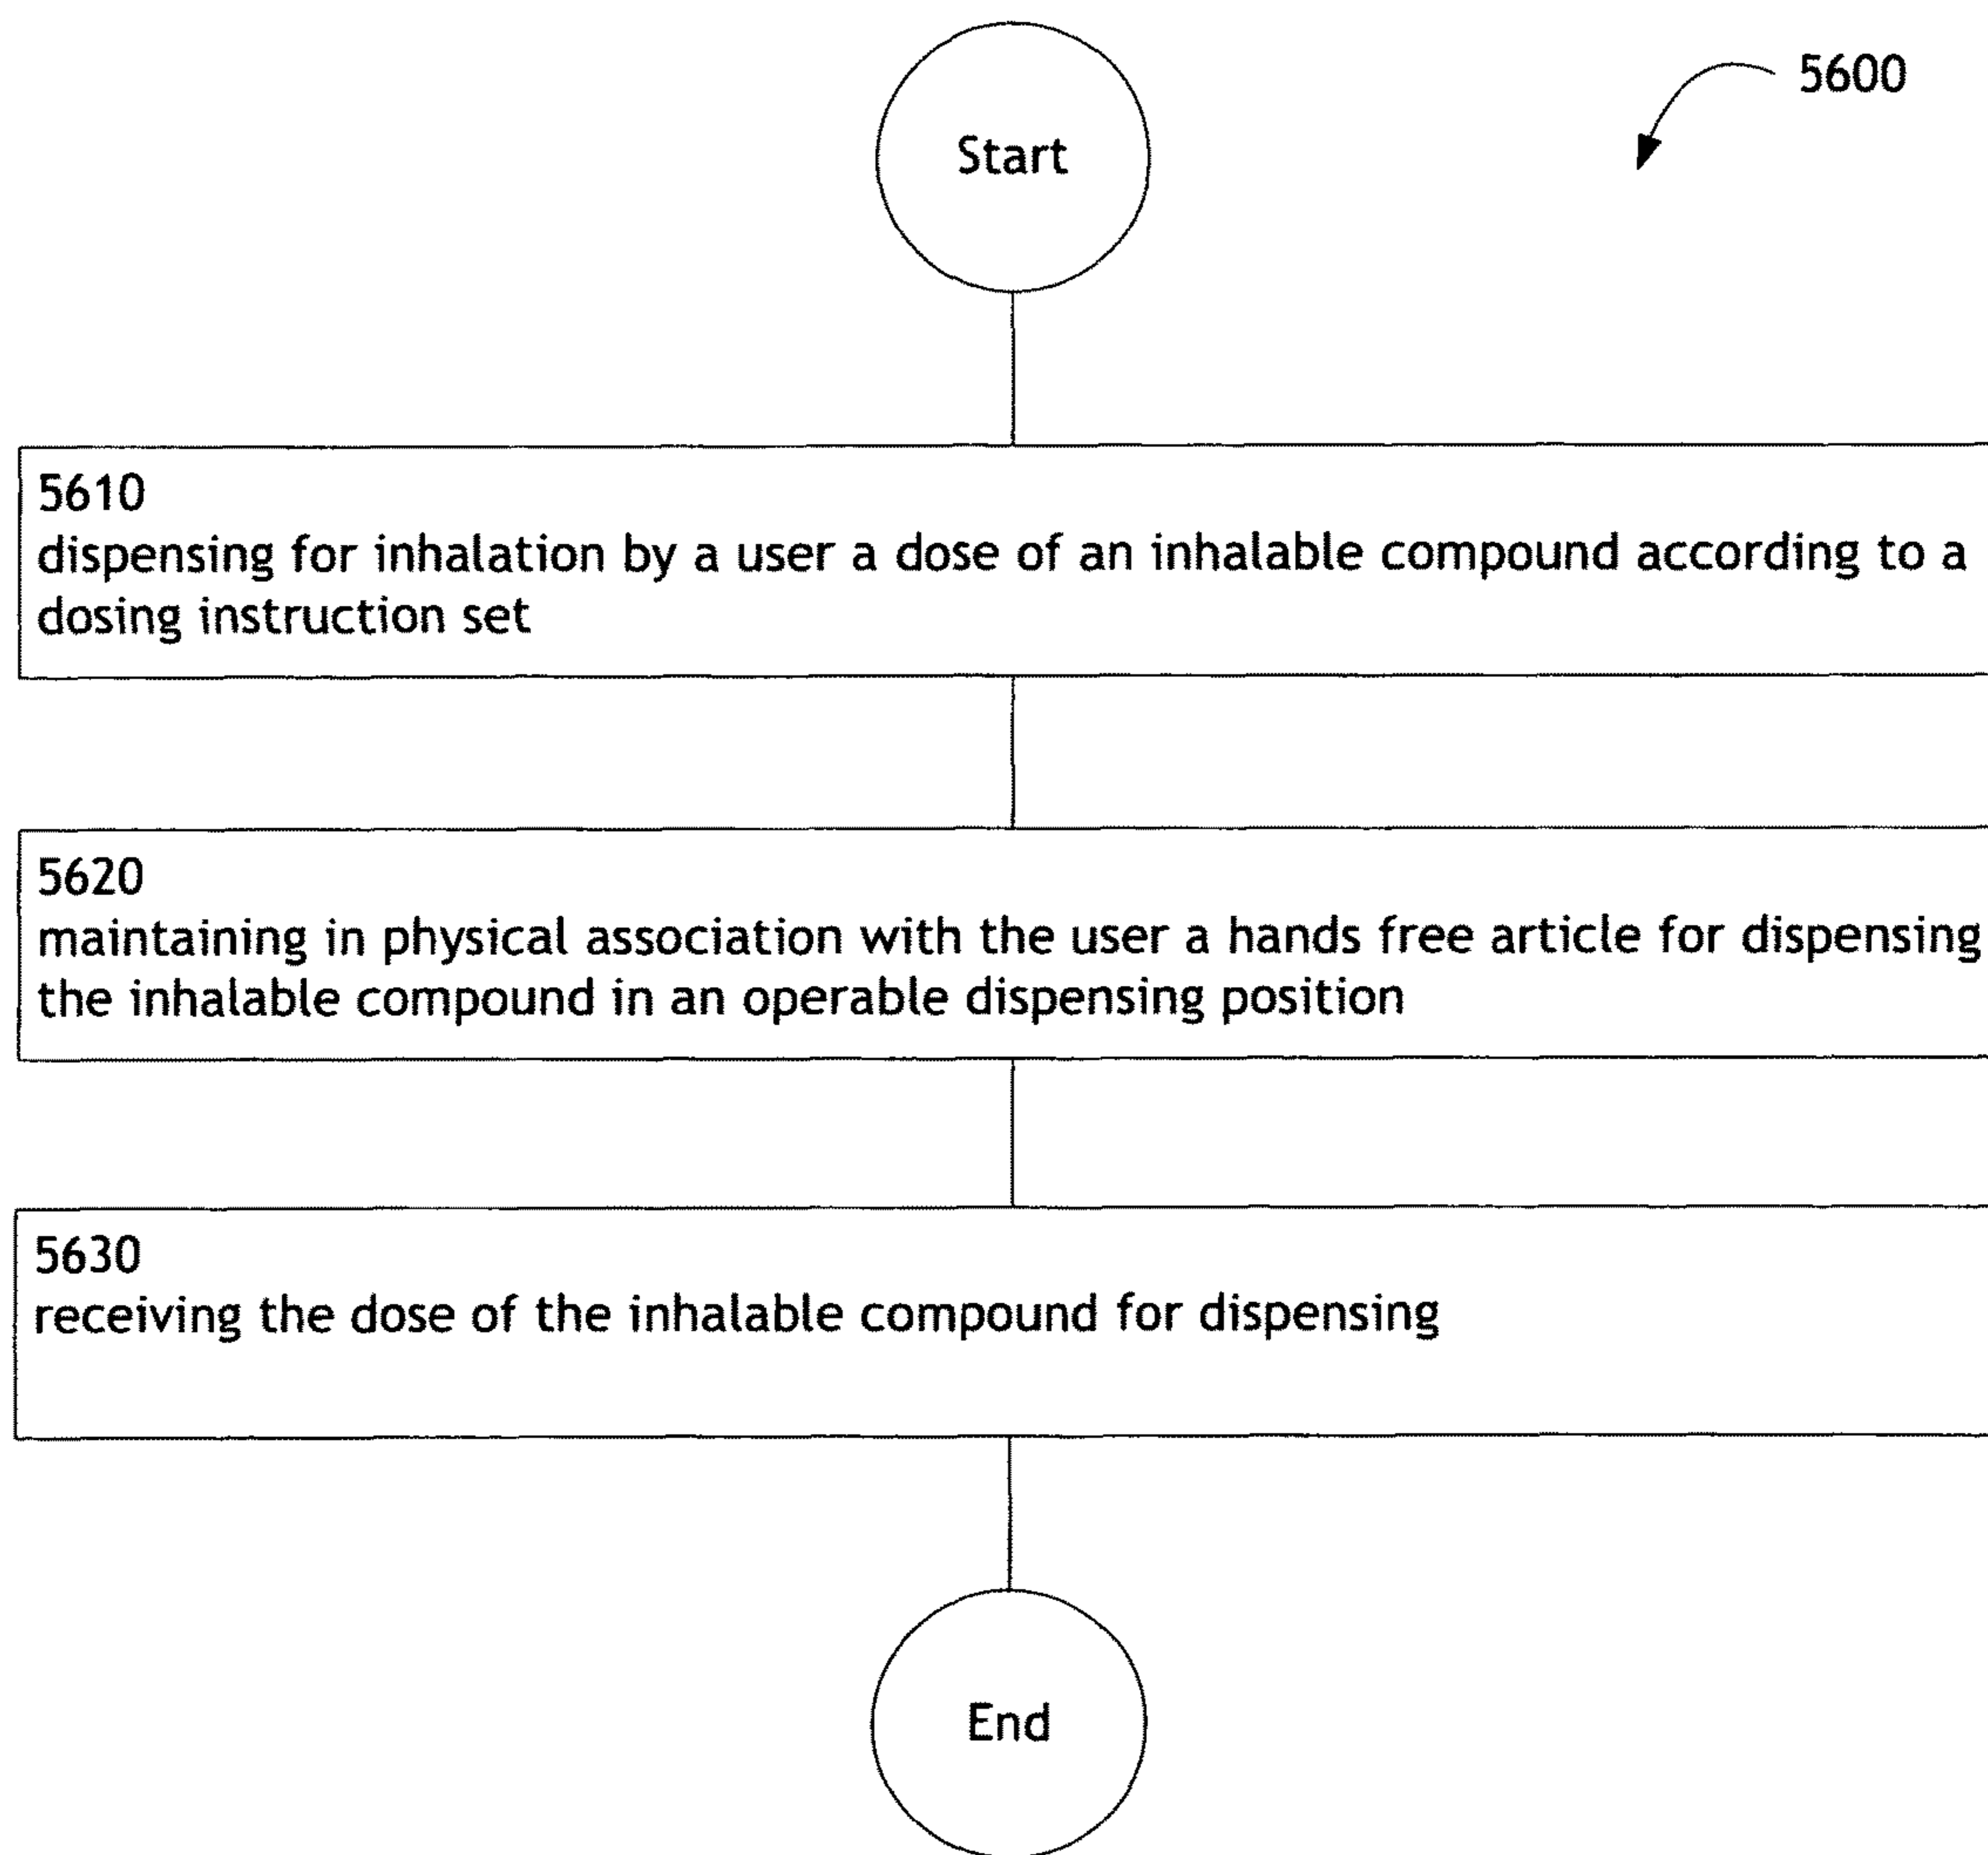 Start
5600
5610
dispensing for inhalation by a user a dose of an inhalable compound according to a
dosing instruction set
5620
maintaining in physical association with the user a hands free article for dispensing
the inhalable compound in an operable dispensing position
5630
receiving the dose of the inhalable compound for dispensing
End